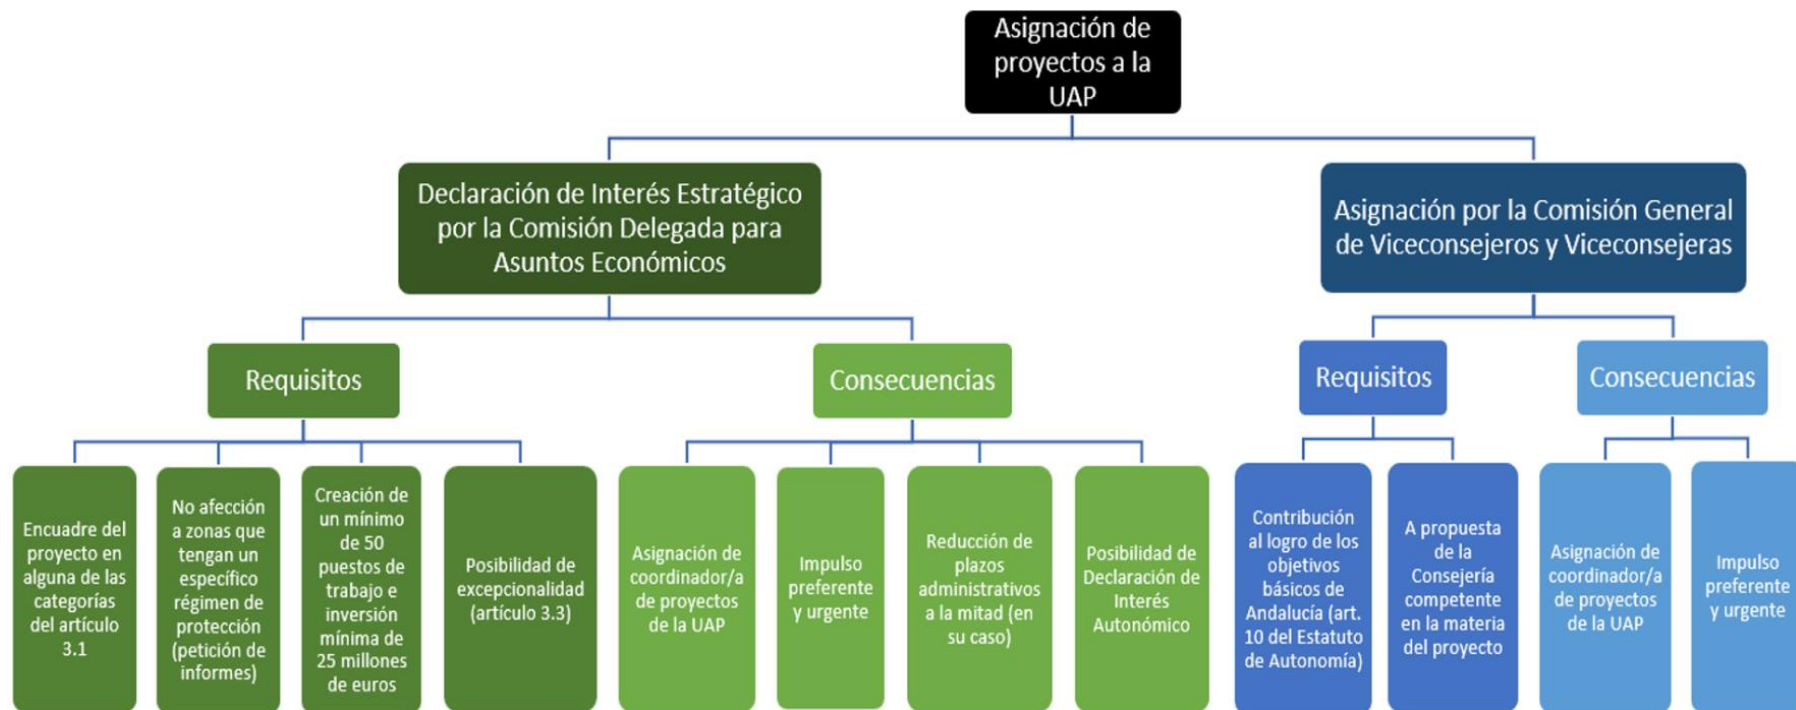 Asignación de
proyectos a la
UAP
Declaración de Interés Estratégico
por la Comisión Delegada para
Asuntos Económicos
Asignación por la Comisión General
de Viceconsejeros y Viceconsejeras
Requisitos
Consecuencias
Requisitos
Consecuencias
Encuadre del
proyecto en
alguna de las
categorías
del artículo
3.1
No afección
a zonas que
tengan un
específico
régimen de
protección
(petición de
informes)
Creación de
un mínimo
de 50
puestos de
trabajo e
inversión
mínima de
25 millones
de euros
Posibilidad de
excepcionalidad
(artículo 3.3)
Asignación de
coordinador/a
de proyectos
de la UAP
Impulso
preferente
y urgente
Reducción de
plazos
administrativos
a la mitad (en
su caso)
Posibilidad de
Declaración de
Interés
Autonómico
Contribución
al logro de los
objetivos
básicos de
Andalucía (art.
10 del Estatuto
de Autonomía)
A propuesta
de la
Consejería
competente
en la materia
del proyecto
Asignación de
coordinador/a
de proyectos
de la UAP
Impulso
preferente
y urgente